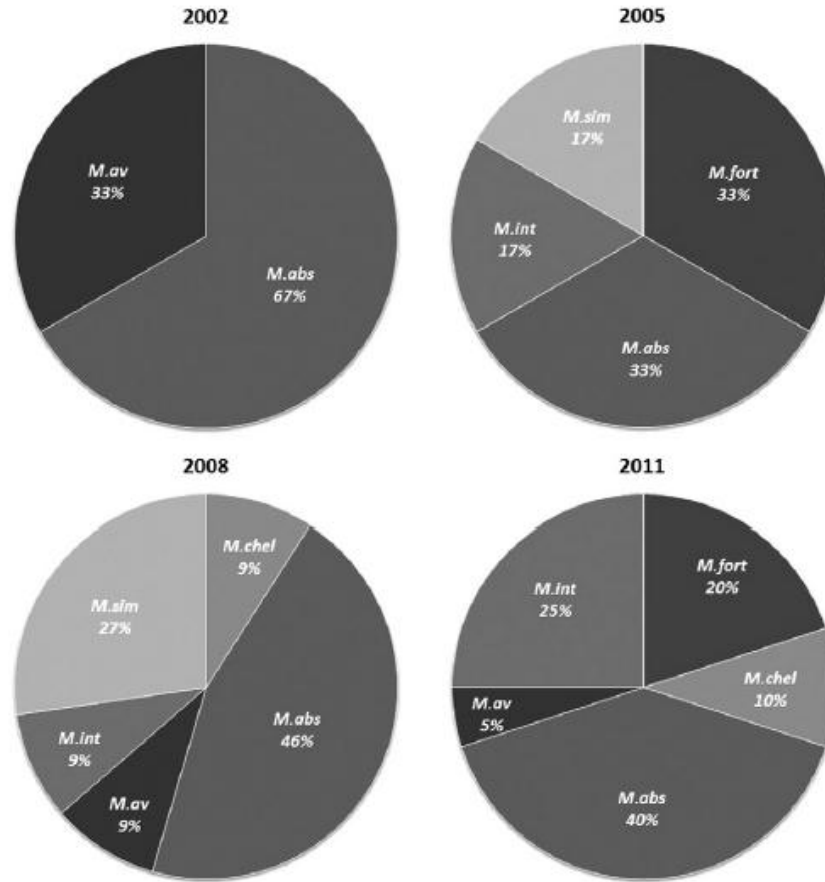 2002
M.av
33%
M.abs
67%
2005
M.sim
17%
M.fort
33%
M.int
17%
M.abs
33%
2008
M.chel
9%
M.sim
27%
M.abs
46%
M.int
9%
M.av
9%
2011
M.int
25%
M.fort
20%
M.chel
10%
M.av
5%
M.abs
40%